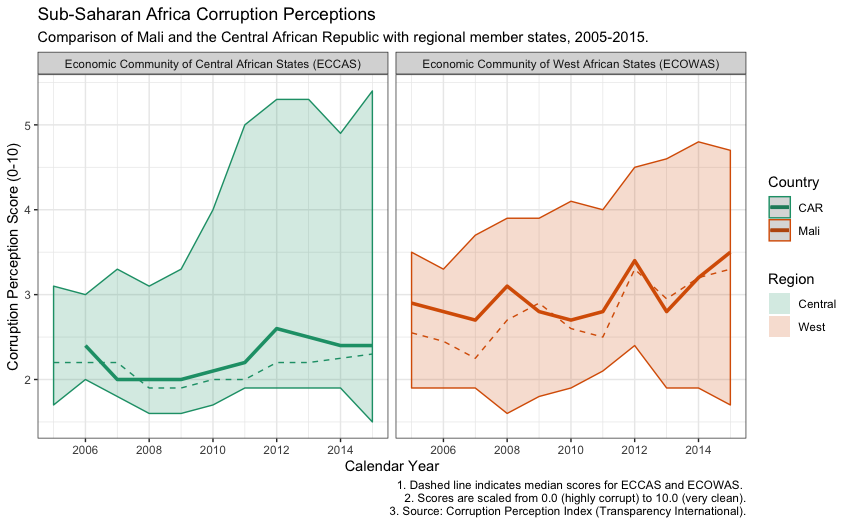 Sub-Saharan Africa Corruption Perceptions
Comparison of Mali and the Central African Republic with regional member states, 2005-2015.
Economic Community of Central African States (ECCAS)
Economic Community of West African States (ECOWAS)
Corruption Perception Score (0-10)
5
4
3
2
2006
2008
2010
2012
2014
2006
2008
2010
2012
2014
Calendar Year
Country
CAR
Mali
Region
Central
West
1. Dashed line indicates median scores for ECCAS and ECOWAS.
2. Scores are scaled from 0.0 (highly corrupt) to 10.0 (very clean).
3. Source: Corruption Perception Index (Transparency International).